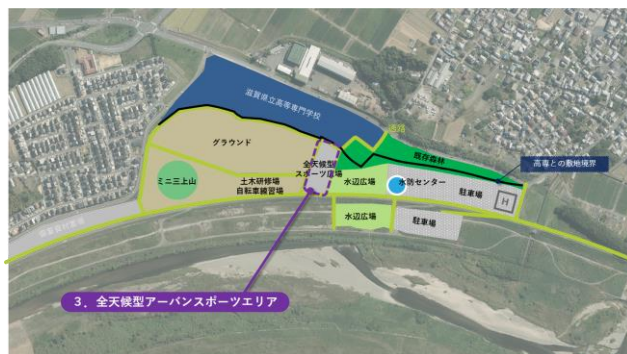 滋賀県立高等専門学校
通路
グラウンド
既存森林
全天候型
スポーツ広場
高専との敷地境界
ミニ三上山
土木研修場
自転車練習場
水辺広場
水防センター
駐車場
H
水辺広場
駐車場
3. 全天候型アーバンスポーツエリア